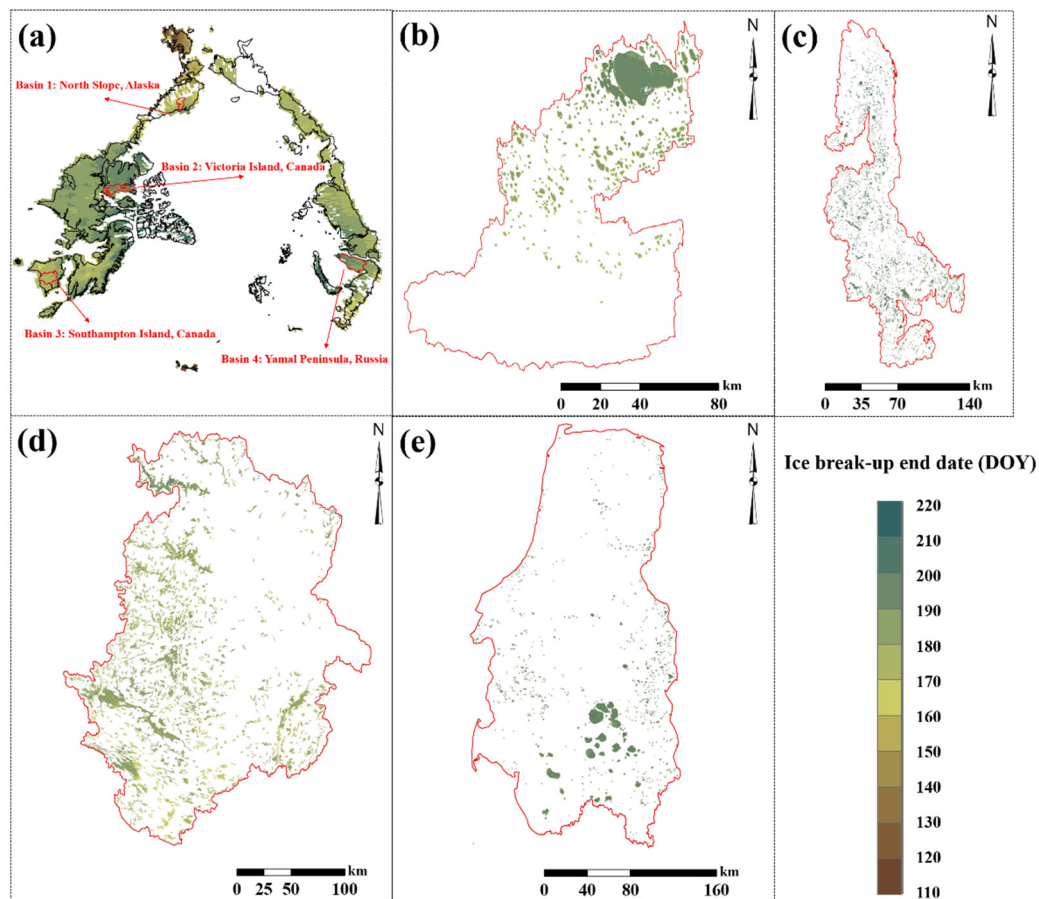 (a)
Basin 1: North Slope, Alaska
Basin 2: Victoria Island, Canada
Basin 3: Southampton Island, Canada
Basin 4: Yamal Peninsula, Russia
(b)
N
km
0 20 40 80
(c)
N
km
0 35 70 140
(d)
N
km
0 25 50 100
(e)
N
km
0 40 80 160
Ice break-up end date (DOY)
220
210
200
190
180
170
160
150
140
130
120
110